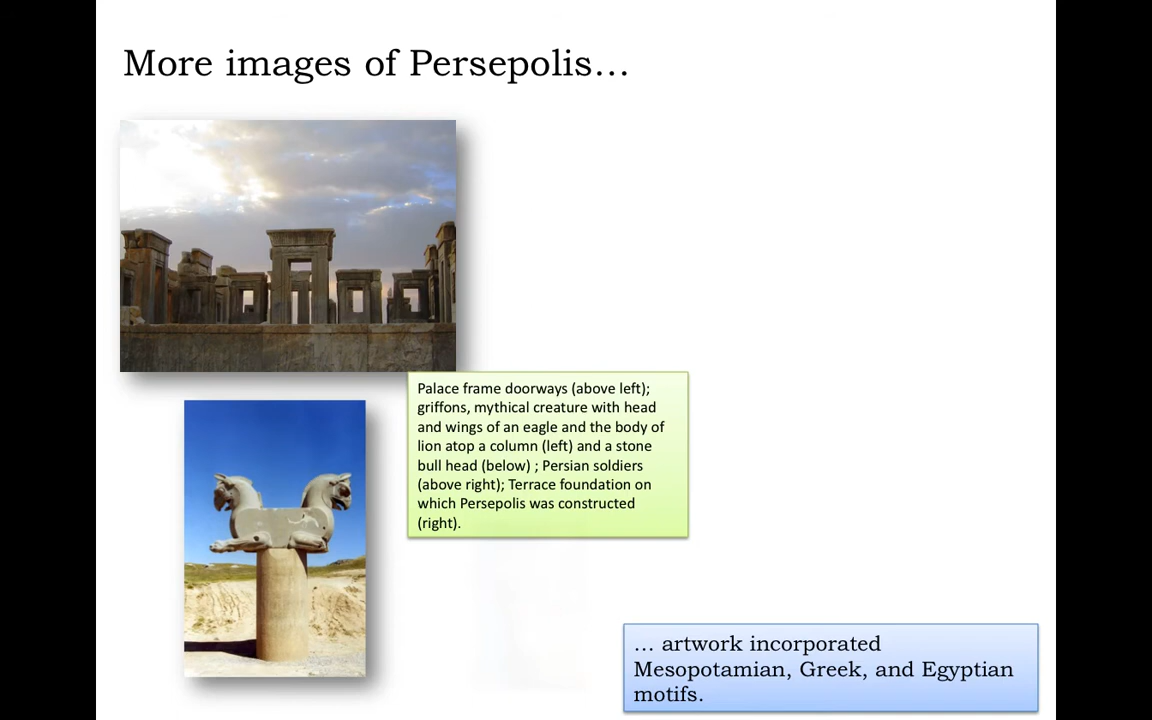 More images of Persepolis…
Palace frame doorways (above left);
griffons, mythical creature with head
and wings of an eagle and the body of
lion atop a column (left) and a stone
bull head (below) ; Persian soldiers
(above right); Terrace foundation on
which Persepolis was constructed
(right).
… artwork incorporated
Mesopotamian, Greek, and Egyptian
motifs.